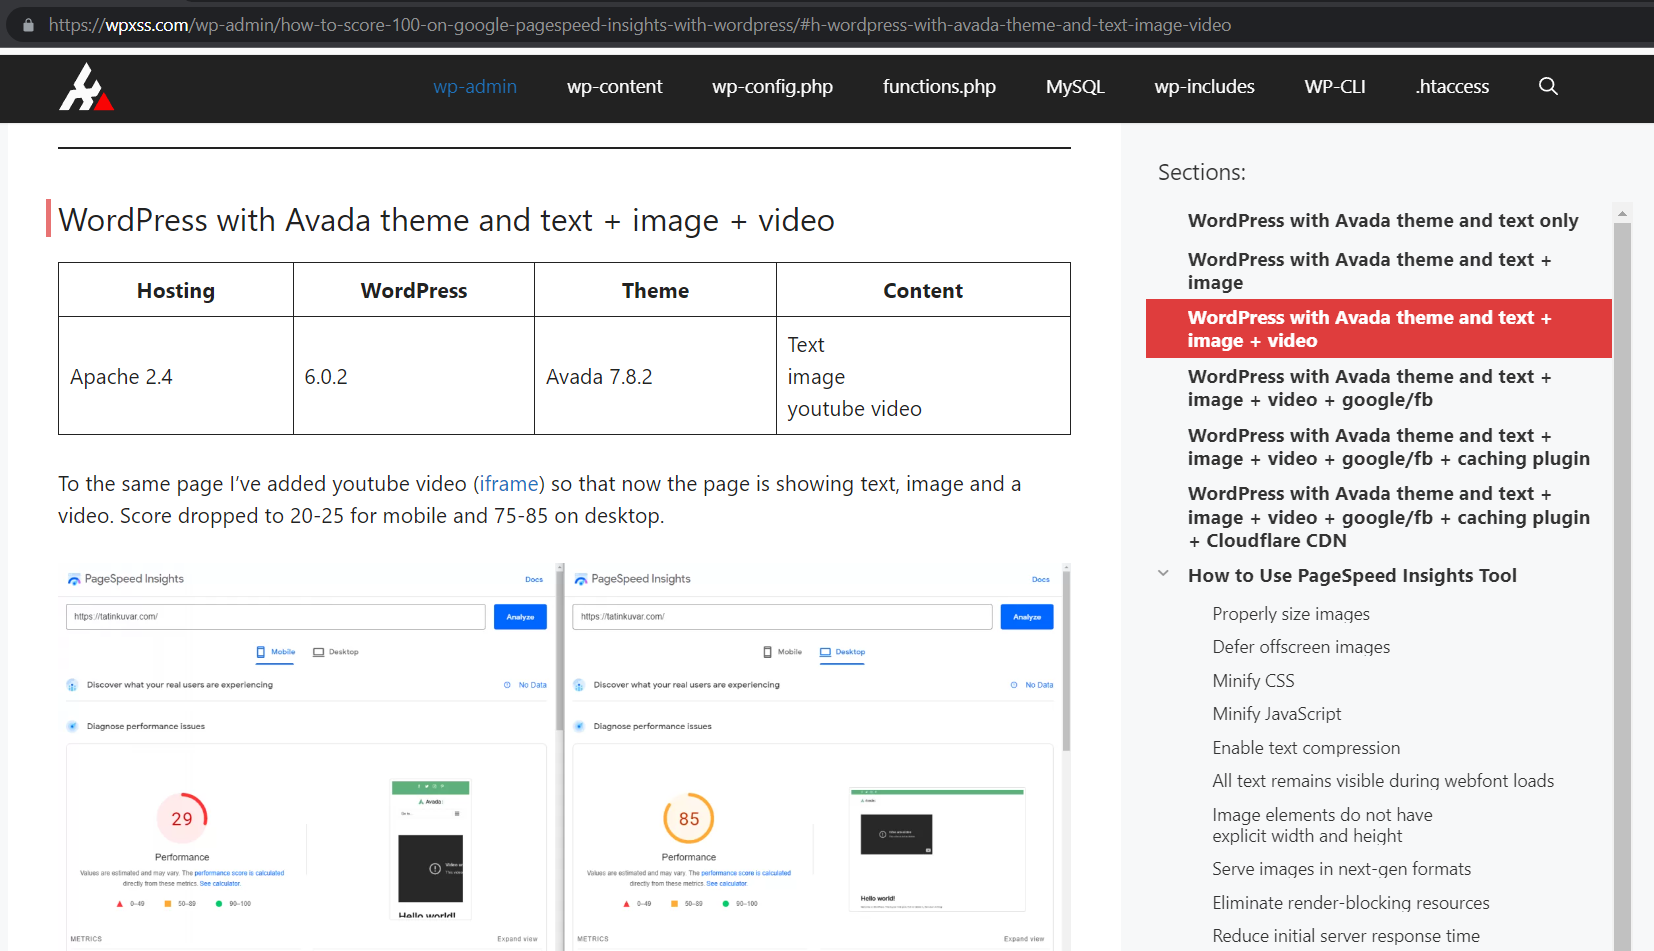 https://wpxss.com/wp-admin/how-to-score-100-on-google-pagespeed-insights-with-wordpress/#h-wordpress-with-avada-theme-and-text-image-video
wp-admin wp-content wp-config.php functions.php MySQL wp-includes WP-CLI .htaccess
WordPress with Avada theme and text + image + video
Hosting WordPress Theme Content
Apache 2.4 6.0.2 Avada 7.8.2 Text
image
youtube video
To the same page I've added youtube video (iframe) so that now the page is showing text, image and a
video. Score dropped to 20-25 for mobile and 75-85 on desktop.
PageSpeed Insights Docs
https://tatinkuvar.com/ Analyze
Mobile Desktop
Discover what your real users are experiencing No Data
Diagnose performance issues
29
Performance
Values are estimated and may vary. The performance score is calculated
directly from these metrics. See calculator.
0–49 50–89 90–100
Avada
Go to...
Hello world!
METRICS Expand view
PageSpeed Insights Docs
https://tatinkuvar.com/ Analyze
Mobile Desktop
Discover what your real users are experiencing No Data
Diagnose performance issues
85
Performance
Values are estimated and may vary. The performance score is calculated
directly from these metrics. See calculator.
0–49 50–89 90–100
Avada
Hello world!
METRICS Expand view
Sections:
WordPress with Avada theme and text only
WordPress with Avada theme and text +
image
WordPress with Avada theme and text +
image + video
WordPress with Avada theme and text +
image + video + google/fb
WordPress with Avada theme and text +
image + video + google/fb + caching plugin
WordPress with Avada theme and text +
image + video + google/fb + caching plugin
+ Cloudflare CDN
How to Use PageSpeed Insights Tool
Properly size images
Defer offscreen images
Minify CSS
Minify JavaScript
Enable text compression
All text remains visible during webfont loads
Image elements do not have
explicit width and height
Serve images in next-gen formats
Eliminate render-blocking resources
Reduce initial server response time